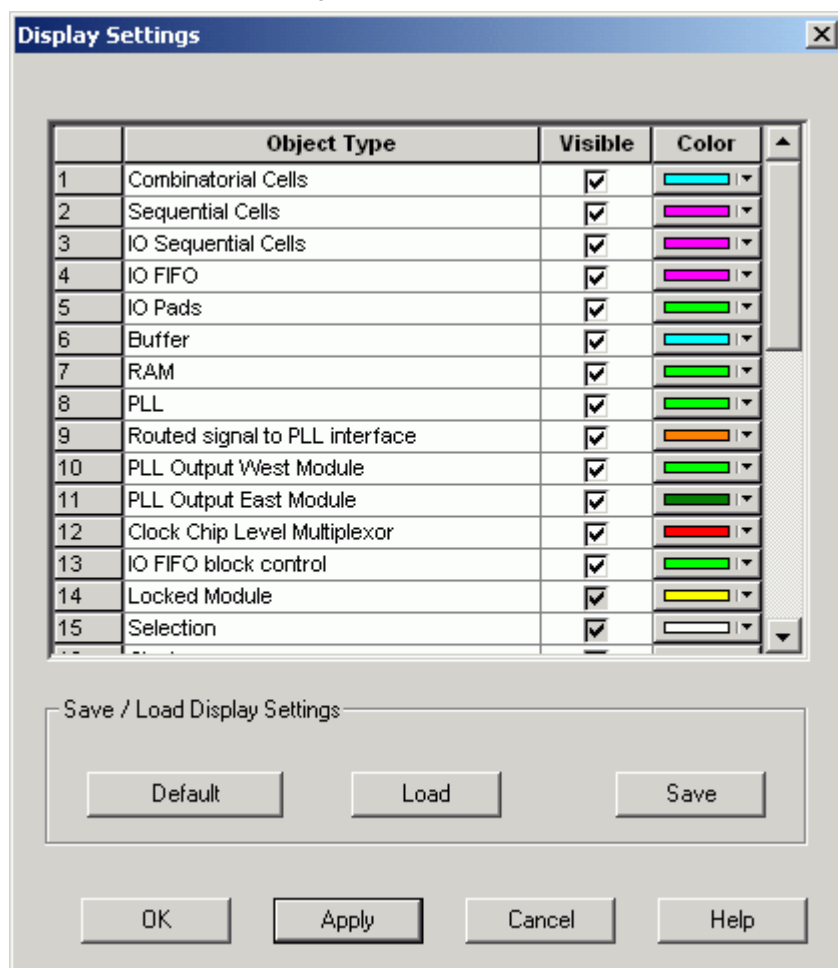 Display Settings
Object Type Visible Color
1 Combinatorial Cells
2 Sequential Cells
3 IO Sequential Cells
4 IO FIFO
5 IO Pads
6 Buffer
7 RAM
8 PLL
9 Routed signal to PLL interface
10 PLL Output West Module
11 PLL Output East Module
12 Clock Chip Level Multiplexor
13 IO FIFO block control
14 Locked Module
15 Selection
Save / Load Display Settings
Default Load Save
OK Apply Cancel Help